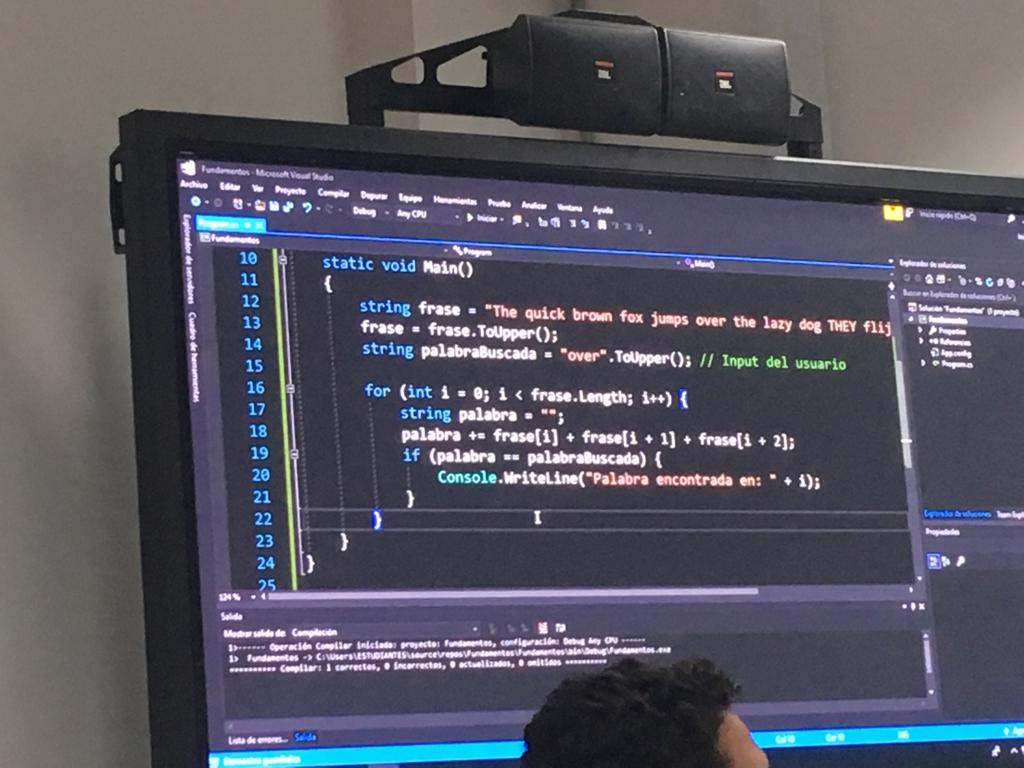 JBL JBL
Fundamentos - Microsoft Visual Studio
Inicio rápido (Ctrl+Q)
Archivo Editar Ver Proyecto Compilar Depurar Equipo Herramientas Prueba Analizar Ventana Ayuda
Debug Any CPU Iniciar
Program.cs
Fundamentos Program Main()
Explorador de servidores
Cuadro de herramientas
10 static void Main()
11 {
12 string frase = "The quick brown fox jumps over the lazy dog THEY flij
13 frase = frase.ToUpper();
14 string palabraBuscada = "over".ToUpper(); // Input del usuario
15
16 for (int i = 0; i < frase.Length; i++) {
17 string palabra = "";
18 palabra += frase[i] + frase[i + 1] + frase[i + 2];
19 if (palabra == palabraBuscada) {
20 Console.WriteLine("Palabra encontrada en: " + i);
21 }
22 }
23 }
24 }
25
124 %
Explorador de soluciones
Buscar en Explorador de soluciones (Ctrl+
Solución "Fundamentos" (1 proyecto)
Fundamentos
Properties
Referencias
App.config
Program.cs
Explorador de soluciones Team Expl
Propiedades
Salida
Mostrar salida de: Compilación
1>------ Operación Compilar iniciada: proyecto: Fundamentos, configuración: Debug Any CPU ------
1> Fundamentos -> C:\Users\ESTUDIANTES\source\repos\Fundamentos\Fundamentos\bin\Debug\Fundamentos.exe
========== Compilar: 1 correctos, 0 incorrectos, 0 actualizados, 0 omitidos ==========
Lista de errores... Salida
Elementos guardados
INS